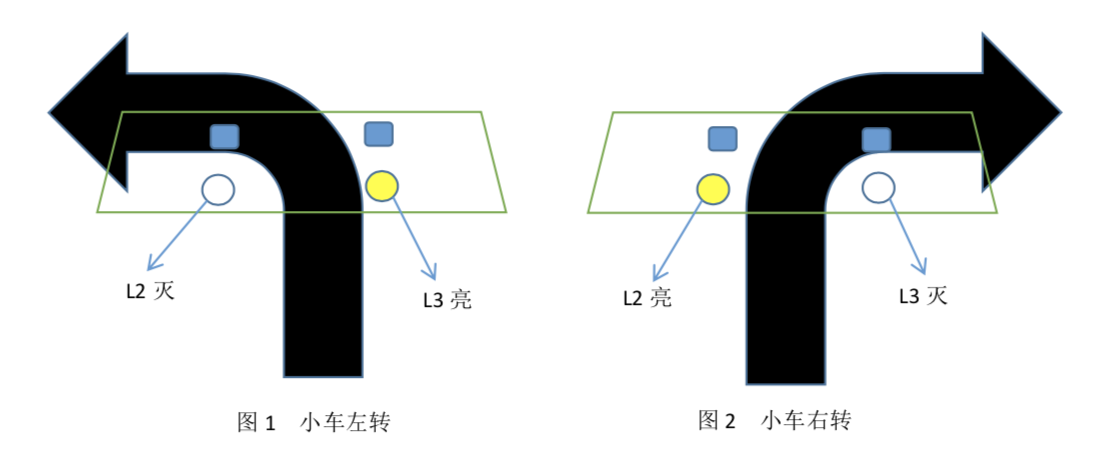 L2 灭
L3 亮
图 1 小车左转
L2 亮
L3 灭
图 2 小车右转